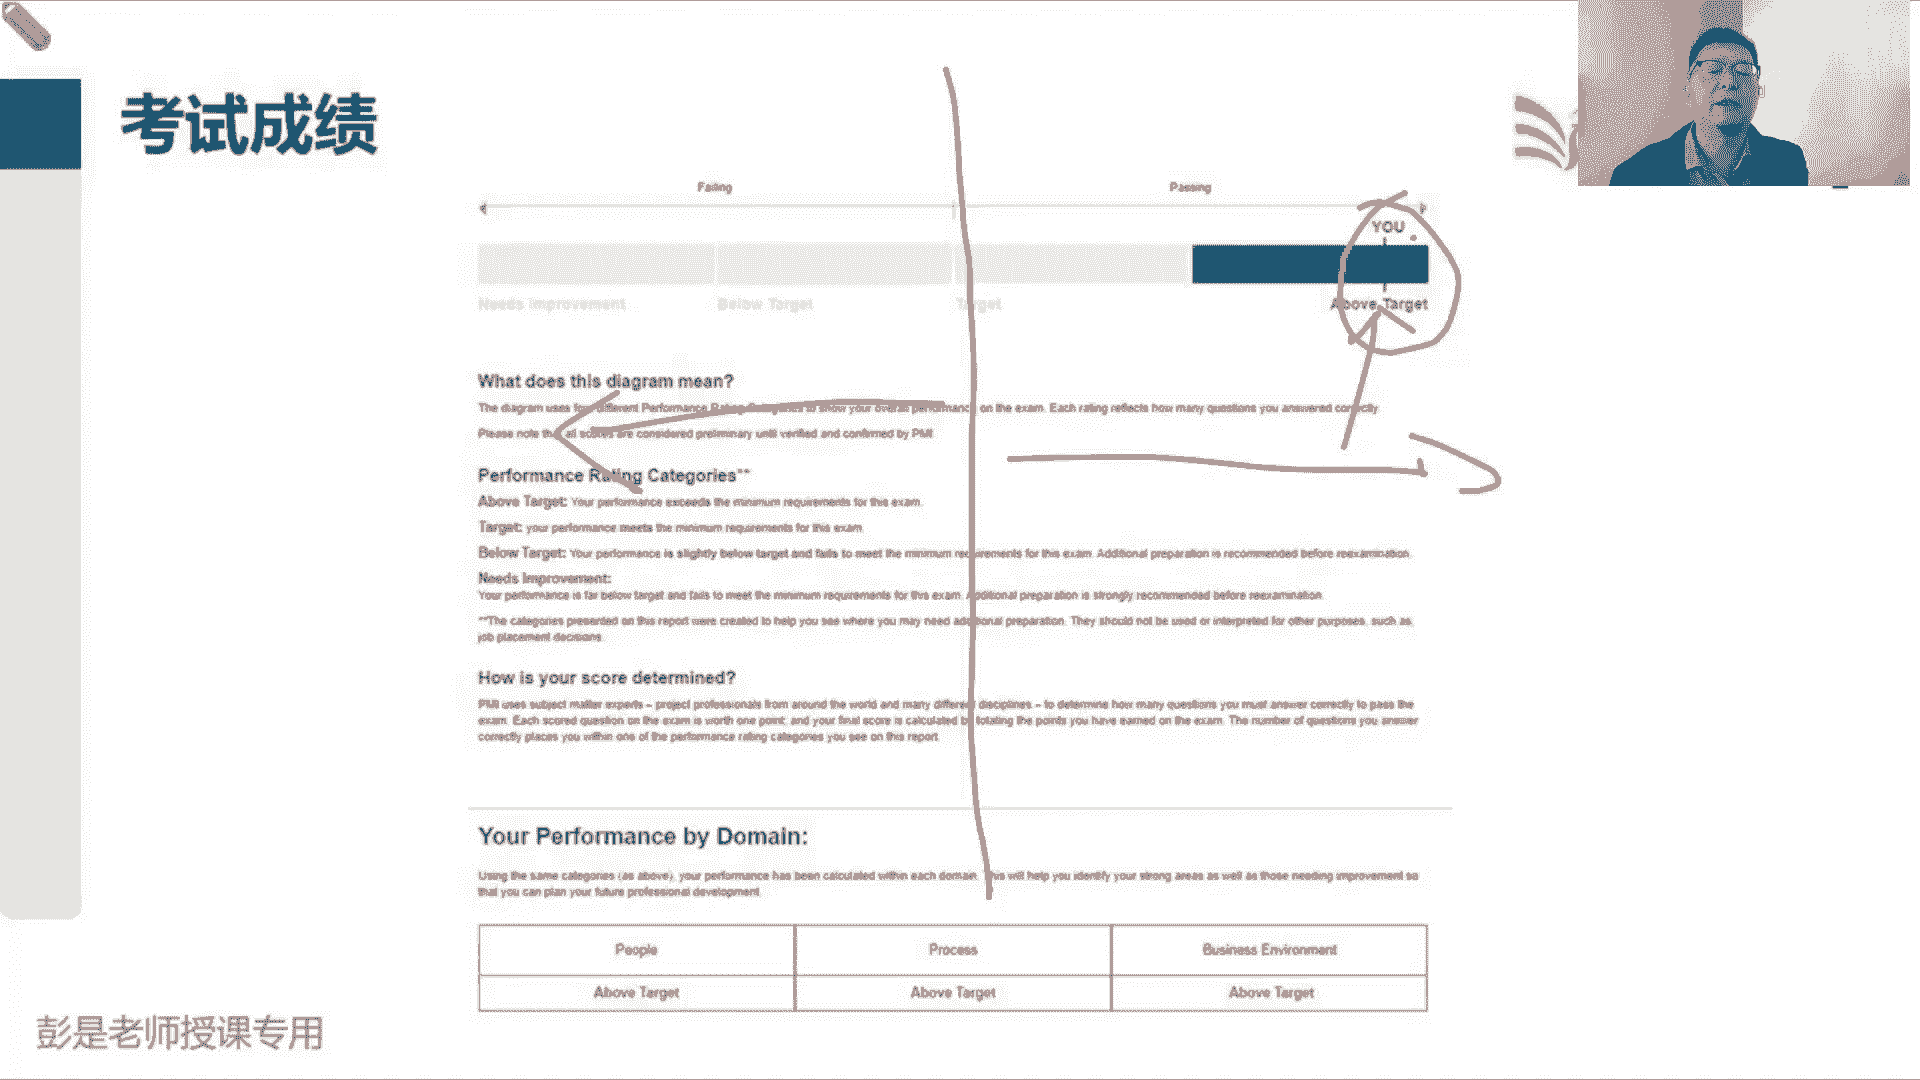 考试成绩
Failing
Passing
YOU
Needs Improvement
Below Target
Target
Above Target
What does this diagram mean?
The diagram uses four different Performance Rating Categories to show your overall performance on the exam. Each rating reflects how many questions you answered correctly.
Please note that all scores are considered preliminary until verified and confirmed by PMI
Performance Rating Categories**
Above Target: Your performance exceeds the minimum requirements for this exam.
Target: your performance meets the minimum requirements for this exam.
Below Target: Your performance is slightly below target and fails to meet the minimum requirements for this exam. Additional preparation is recommended before reexamination.
Needs Improvement:
Your performance is far below target and fails to meet the minimum requirements for this exam. Additional preparation is strongly recommended before reexamination.
**The categories presented on this report were created to help you see where you may need additional preparation. They should not be used or interpreted for other purposes, such as
job placement decisions.
How is your score determined?
PMI uses subject matter experts – project professionals from around the world and many different disciplines – to determine how many questions you must answer correctly to pass the
exam. Each scored question on the exam is worth one point; and your final score is calculated by totaling the points you have earned on the exam. The number of questions you answer
correctly places you within one of the performance rating categories you see on this report.
Your Performance by Domain:
Using the same categories (as above), your performance has been calculated within each domain. This will help you identify your strong areas as well as those needing improvement so
that you can plan your future professional development.
People
Process
Business Environment
Above Target
Above Target
Above Target
彭是老师授课专用